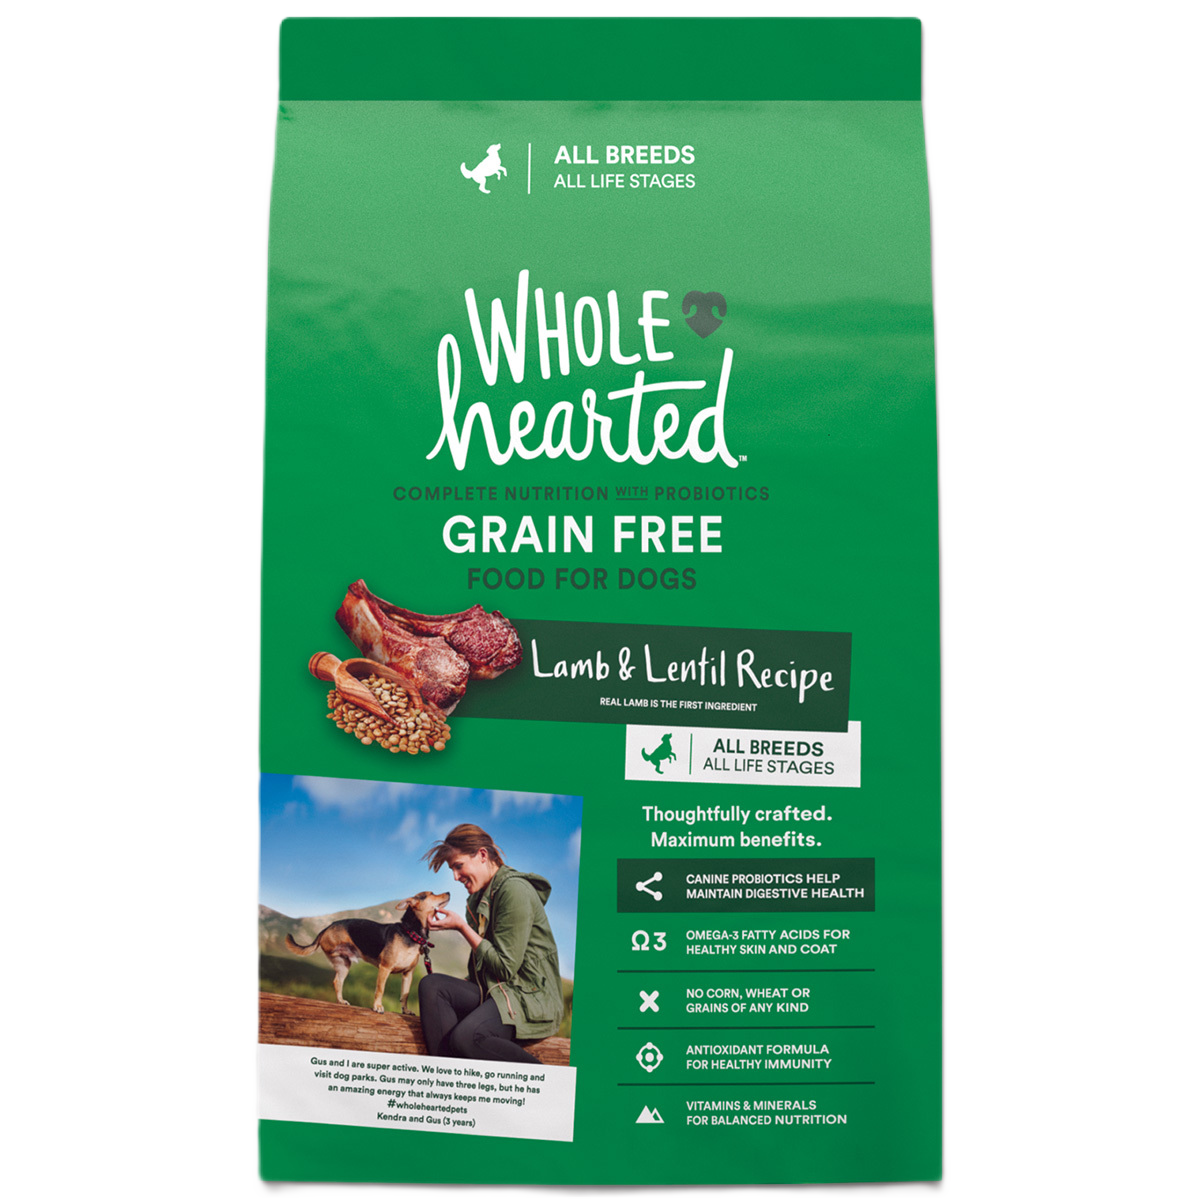 ALL BREEDS
ALL LIFE STAGES
WHOLE
hearted™
COMPLETE NUTRITION WITH PROBIOTICS
GRAIN FREE
FOOD FOR DOGS
Lamb & Lentil Recipe
REAL LAMB IS THE FIRST INGREDIENT
ALL BREEDS
ALL LIFE STAGES
Thoughtfully crafted.
Maximum benefits.
CANINE PROBIOTICS HELP
MAINTAIN DIGESTIVE HEALTH
Ω3 OMEGA-3 FATTY ACIDS FOR
HEALTHY SKIN AND COAT
NO CORN, WHEAT OR
GRAINS OF ANY KIND
ANTIOXIDANT FORMULA
FOR HEALTHY IMMUNITY
VITAMINS & MINERALS
FOR BALANCED NUTRITION
Gus and I are super active. We love to hike, go running and
visit dog parks. Gus may only have three legs, but he has
an amazing energy that always keeps me moving!
#wholeheartedpets
Kendra and Gus (3 years)